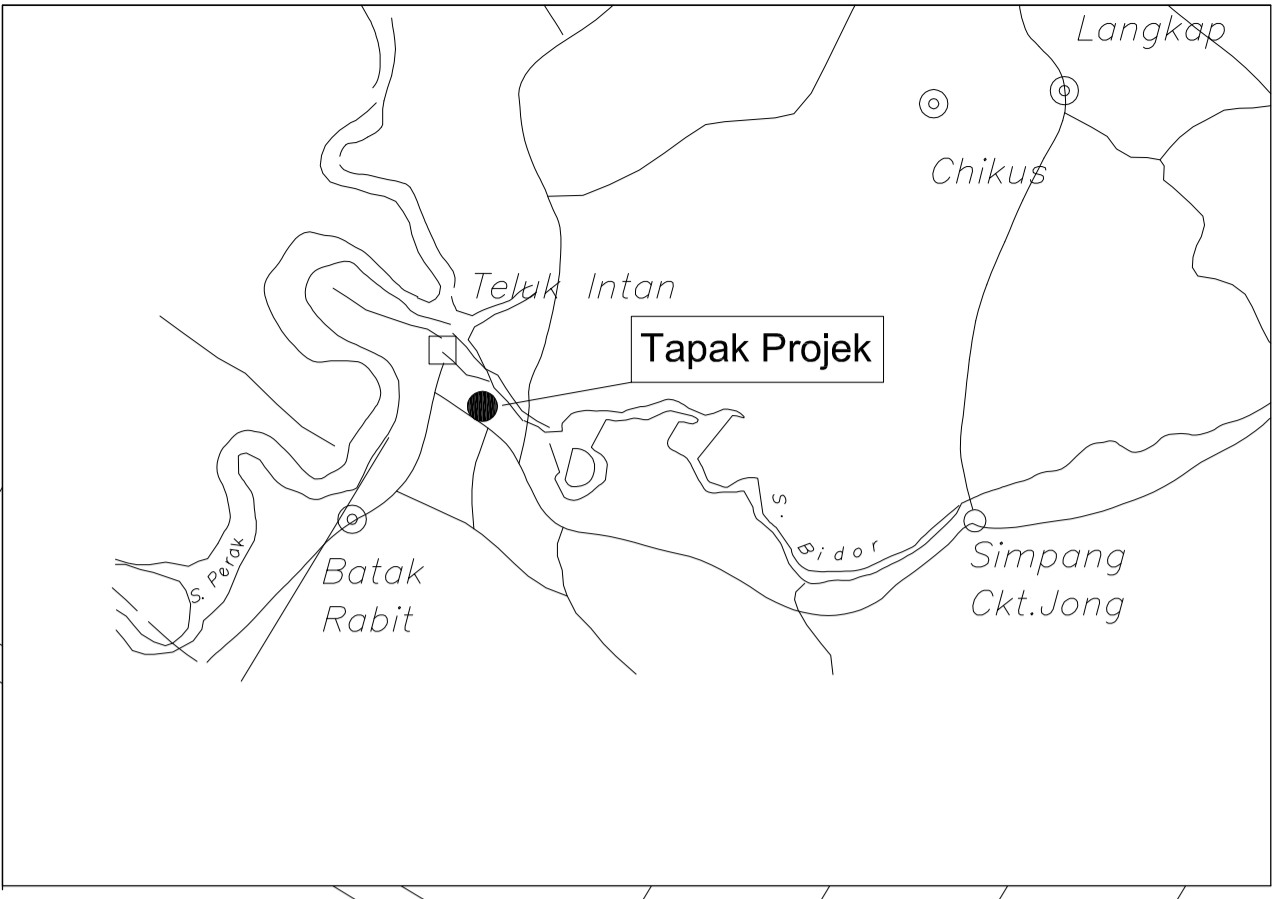 Langkap
Chikus
Teluk Intan
Tapak Projek
S. Bidor
S. Perak
Batak
Rabit
Simpang
Ckt.Jong